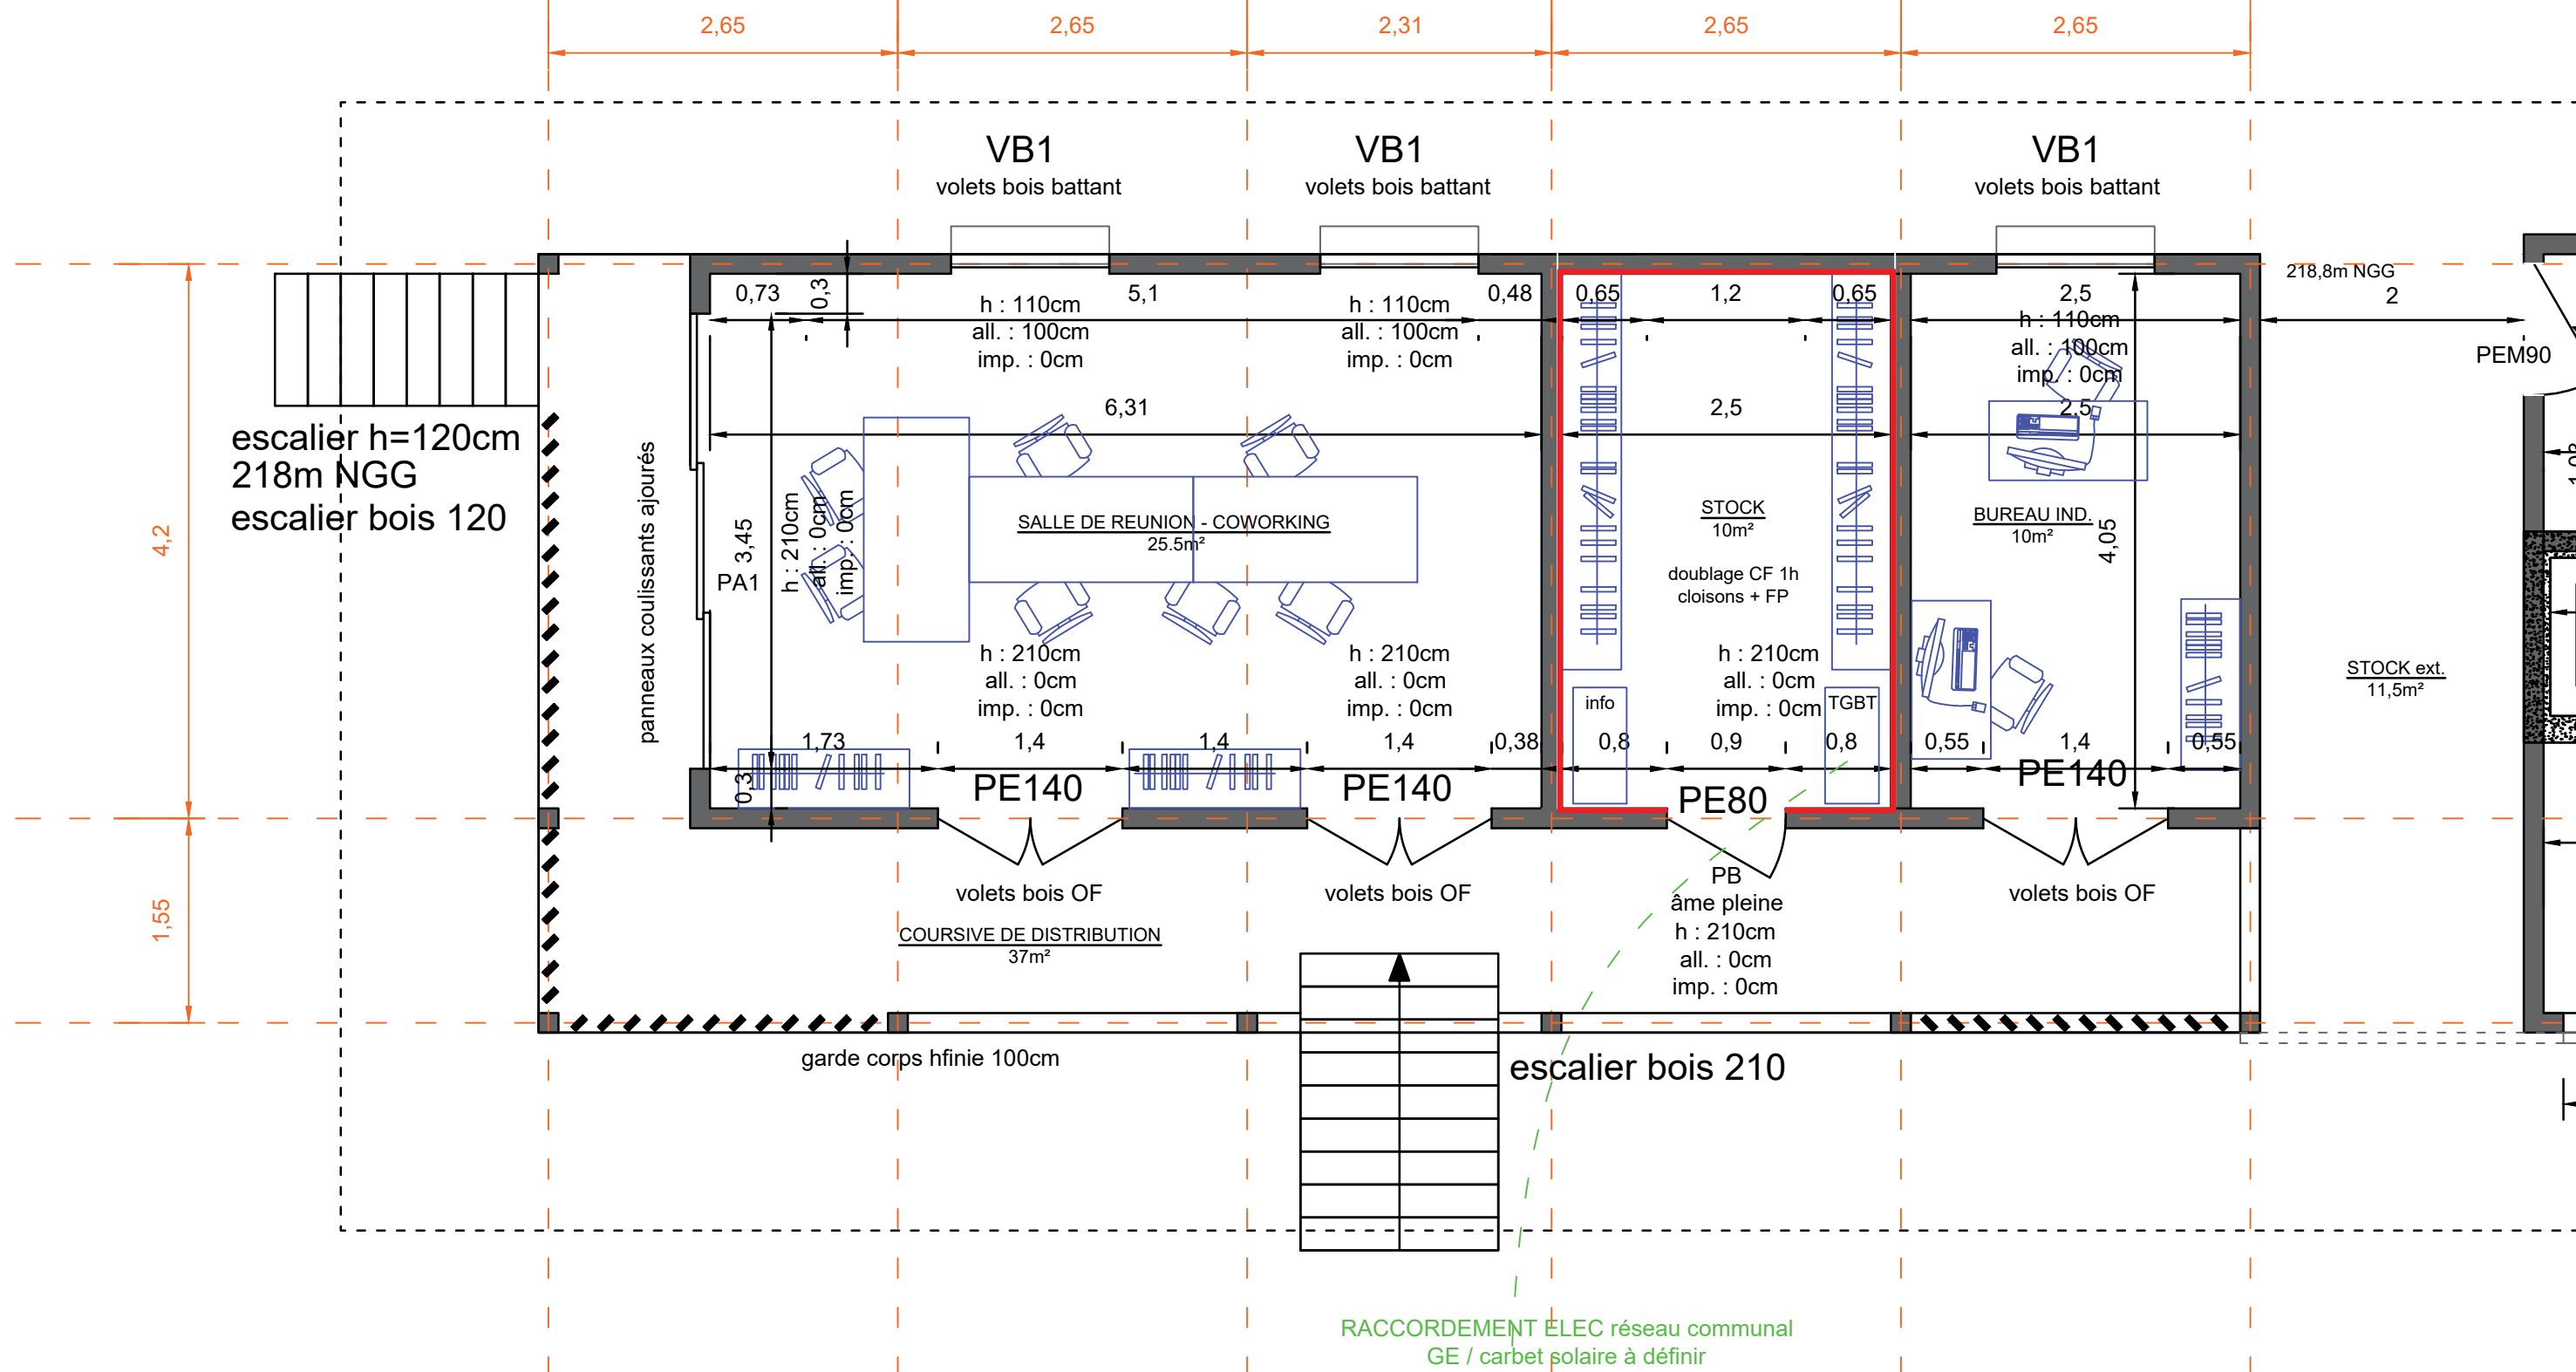 2,65
2,65
2,31
2,65
2,65
VB1
volets bois battant
VB1
volets bois battant
VB1
volets bois battant
218,8m NGG
2
PEM90
0,73
0,3
5,1
0,48
0,65
1,2
0,65
2,5
h : 110cm
all. : 100cm
imp. : 0cm
h : 110cm
all. : 100cm
imp. : 0cm
h : 110cm
all. : 100cm
imp. : 0cm
6,31
2,5
2,5
escalier h=120cm
218m NGG
escalier bois 120
4,2
panneaux coulissants ajourés
3,45
PA1
h : 210cm
all. : 0cm
imp. : 0cm
SALLE DE REUNION - COWORKING
25.5m²
STOCK
10m²
doublage CF 1h
cloisons + FP
BUREAU IND.
10m²
4,05
STOCK ext.
11,5m²
h : 210cm
all. : 0cm
imp. : 0cm
h : 210cm
all. : 0cm
imp. : 0cm
h : 210cm
all. : 0cm
imp. : 0cm
info
TGBT
1,73
1,4
1,4
1,4
0,38
0,8
0,9
0,8
0,55
1,4
0,55
0,3
PE140
PE140
PE80
PE140
volets bois OF
volets bois OF
volets bois OF
PB
âme pleine
h : 210cm
all. : 0cm
imp. : 0cm
1,55
COURSIVE DE DISTRIBUTION
37m²
garde corps hfinie 100cm
escalier bois 210
RACCORDEMENT ELEC réseau communal
GE / carbet solaire à définir